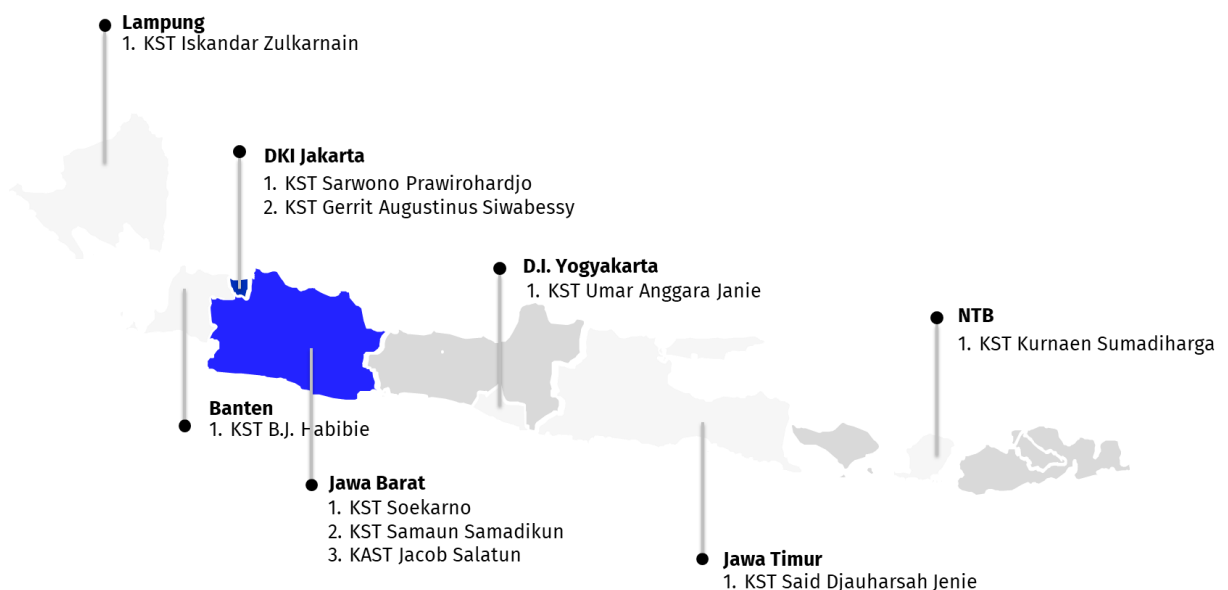 Lampung
1. KST Iskandar Zulkarnain
DKI Jakarta
1. KST Sarwono Prawirohardjo
2. KST Gerrit Augustinus Siwabessy
D.I. Yogyakarta
1. KST Umar Anggara Janie
NTB
1. KST Kurnaen Sumadiharga
Banten
1. KST B.J. Habibie
Jawa Barat
1. KST Soekarno
2. KST Samaun Samadikun
3. KAST Jacob Salatun
Jawa Timur
1. KST Said Djauharsah Jenie